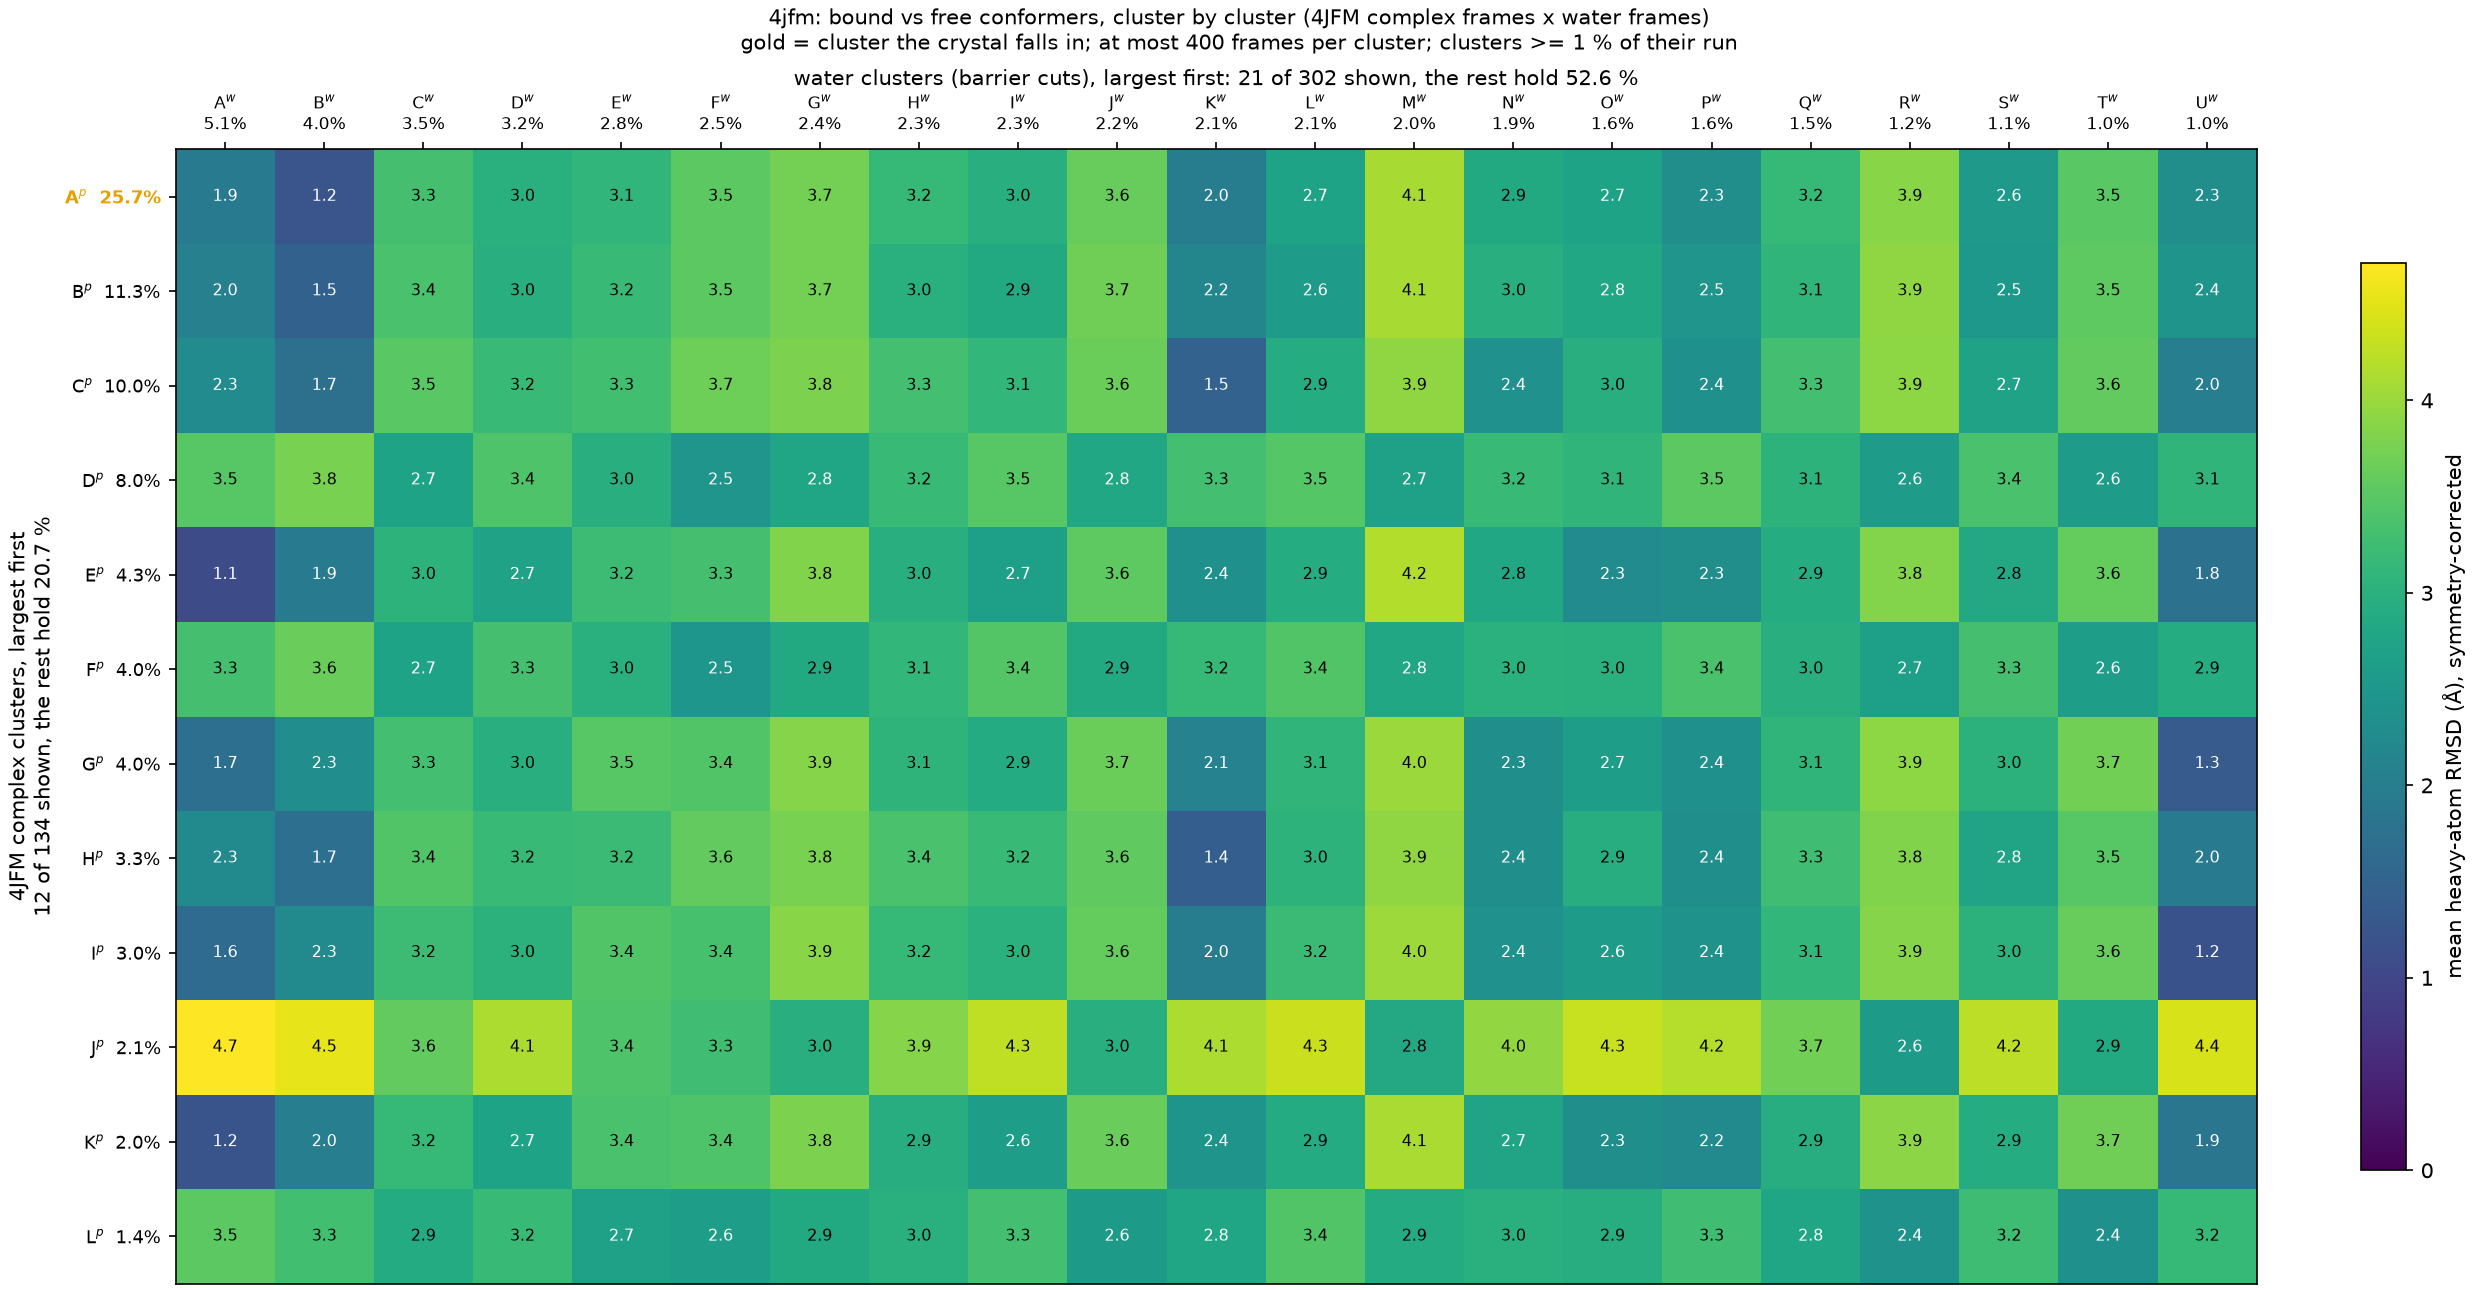 4jfm: bound vs free conformers, cluster by cluster (4JFM complex frames x water frames)
gold = cluster the crystal falls in; at most 400 frames per cluster; clusters >= 1 % of their run
water clusters (barrier cuts), largest first: 21 of 302 shown, the rest hold 52.6 %
A^w B^w C^w D^w E^w F^w G^w H^w I^w J^w K^w L^w M^w N^w O^w P^w Q^w R^w S^w T^w U^w
5.1% 4.0% 3.5% 3.2% 2.8% 2.5% 2.4% 2.3% 2.3% 2.2% 2.1% 2.1% 2.0% 1.9% 1.6% 1.6% 1.5% 1.2% 1.1% 1.0% 1.0%
A^p 25.7% 1.9 1.2 3.3 3.0 3.1 3.5 3.7 3.2 3.0 3.6 2.0 2.7 4.1 2.9 2.7 2.3 3.2 3.9 2.6 3.5 2.3
B^p 11.3% 2.0 1.5 3.4 3.0 3.2 3.5 3.7 3.0 2.9 3.7 2.2 2.6 4.1 3.0 2.8 2.5 3.1 3.9 2.5 3.5 2.4
C^p 10.0% 2.3 1.7 3.5 3.2 3.3 3.7 3.8 3.3 3.1 3.6 1.5 2.9 3.9 2.4 3.0 2.4 3.3 3.9 2.7 3.6 2.0
D^p 8.0% 3.5 3.8 2.7 3.4 3.0 2.5 2.8 3.2 3.5 2.8 3.3 3.5 2.7 3.2 3.1 3.5 3.1 2.6 3.4 2.6 3.1
E^p 4.3% 1.1 1.9 3.0 2.7 3.2 3.3 3.8 3.0 2.7 3.6 2.4 2.9 4.2 2.8 2.3 2.3 2.9 3.8 2.8 3.6 1.8
F^p 4.0% 3.3 3.6 2.7 3.3 3.0 2.5 2.9 3.1 3.4 2.9 3.2 3.4 2.8 3.0 3.0 3.4 3.0 2.7 3.3 2.6 2.9
G^p 4.0% 1.7 2.3 3.3 3.0 3.5 3.4 3.9 3.1 2.9 3.7 2.1 3.1 4.0 2.3 2.7 2.4 3.1 3.9 3.0 3.7 1.3
H^p 3.3% 2.3 1.7 3.4 3.2 3.2 3.6 3.8 3.4 3.2 3.6 1.4 3.0 3.9 2.4 2.9 2.4 3.3 3.8 2.8 3.5 2.0
I^p 3.0% 1.6 2.3 3.2 3.0 3.4 3.4 3.9 3.2 3.0 3.6 2.0 3.2 4.0 2.4 2.6 2.4 3.1 3.9 3.0 3.6 1.2
J^p 2.1% 4.7 4.5 3.6 4.1 3.4 3.3 3.0 3.9 4.3 3.0 4.1 4.3 2.8 4.0 4.3 4.2 3.7 2.6 4.2 2.9 4.4
K^p 2.0% 1.2 2.0 3.2 2.7 3.4 3.4 3.8 2.9 2.6 3.6 2.4 2.9 4.1 2.7 2.3 2.2 2.9 3.9 2.9 3.7 1.9
L^p 1.4% 3.5 3.3 2.9 3.2 2.7 2.6 2.9 3.0 3.3 2.6 2.8 3.4 2.9 3.0 2.9 3.3 2.8 2.4 3.2 2.4 3.2
4JFM complex clusters, largest first
12 of 134 shown, the rest hold 20.7 %
4
3
2
1
0
mean heavy-atom RMSD (Å), symmetry-corrected